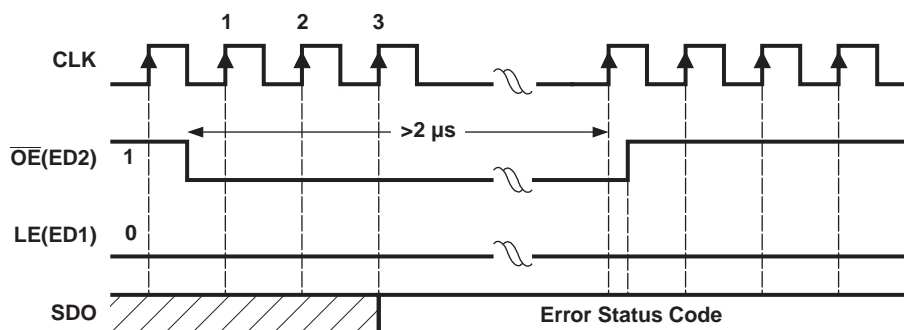 1 2 3
CLK
>2 µs
OE(ED2) 1
LE(ED1) 0
SDO Error Status Code